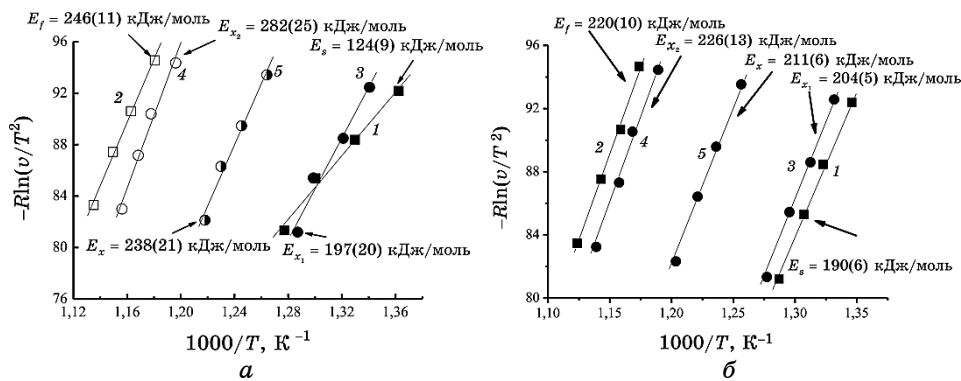 E_f = 246(11) кДж/моль
E_x₂ = 282(25) кДж/моль
E_s = 124(9) кДж/моль
96
92
88
84
80
76
–Rln(ν/T²)
2
4
5
3
1
E_x = 238(21) кДж/моль
E_x₁ = 197(20) кДж/моль
1,12 1,16 1,20 1,24 1,28 1,32 1,36
1000/T, К⁻¹
а
E_f = 220(10) кДж/моль
E_x₂ = 226(13) кДж/моль
E_x = 211(6) кДж/моль
E_x₁ = 204(5) кДж/моль
96
92
88
84
80
–Rln(ν/T²)
2
4
5
3
1
E_s = 190(6) кДж/моль
1,10 1,15 1,20 1,25 1,30 1,35
1000/T, К⁻¹
б